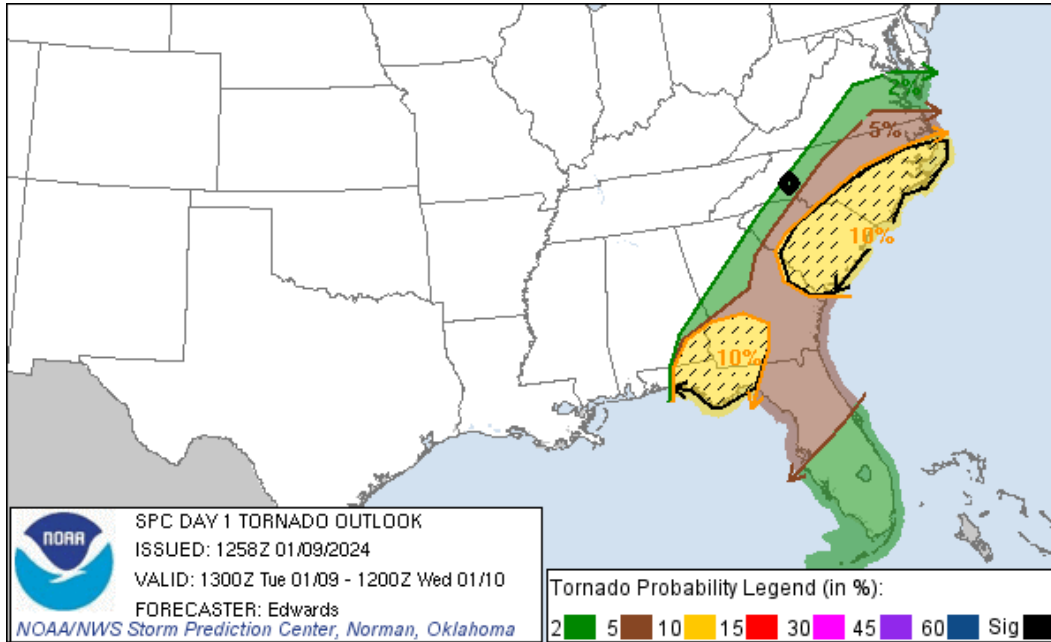 2%
5%
10%
10%
NOAA
SPC DAY 1 TORNADO OUTLOOK
ISSUED: 1258Z 01/09/2024
VALID: 1300Z Tue 01/09 - 1200Z Wed 01/10
FORECASTER: Edwards
NOAA/NWS Storm Prediction Center, Norman, Oklahoma
Tornado Probability Legend (in %):
2 5 10 15 30 45 60 Sig